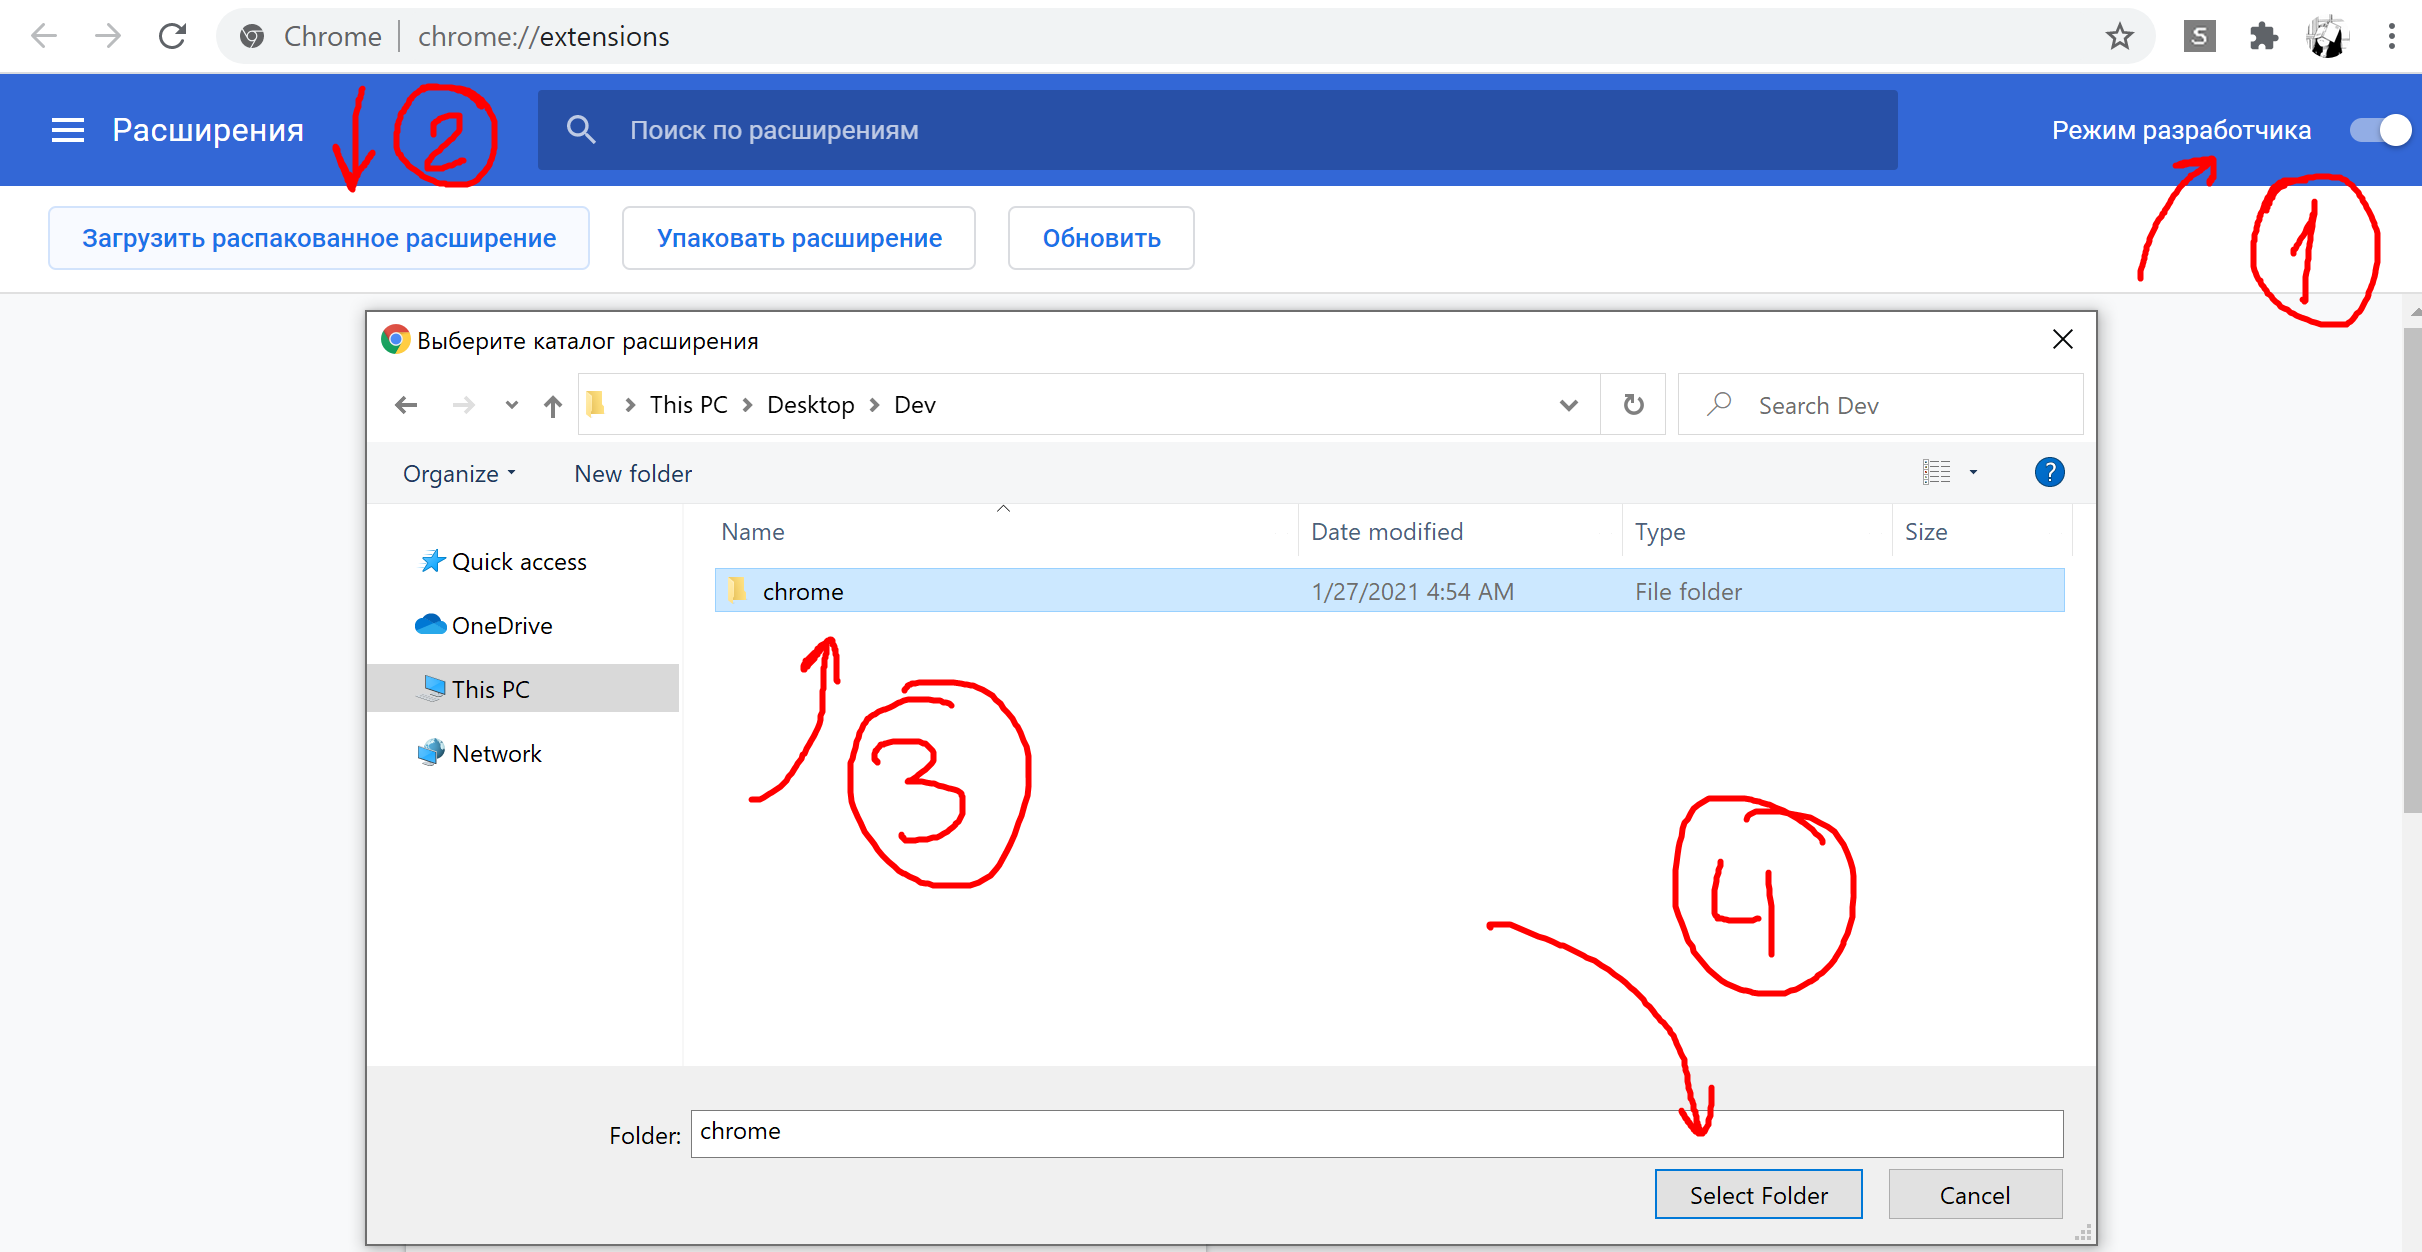 Chrome | chrome://extensions
S
Расширения
2
Поиск по расширениям
Режим разработчика
1
Загрузить распакованное расширение
Упаковать расширение
Обновить
Выберите каталог расширения
This PC > Desktop > Dev
Search Dev
Organize
New folder
?
Name
Date modified
Type
Size
Quick access
OneDrive
This PC
Network
chrome
1/27/2021 4:54 AM
File folder
3
4
Folder: chrome
Select Folder
Cancel